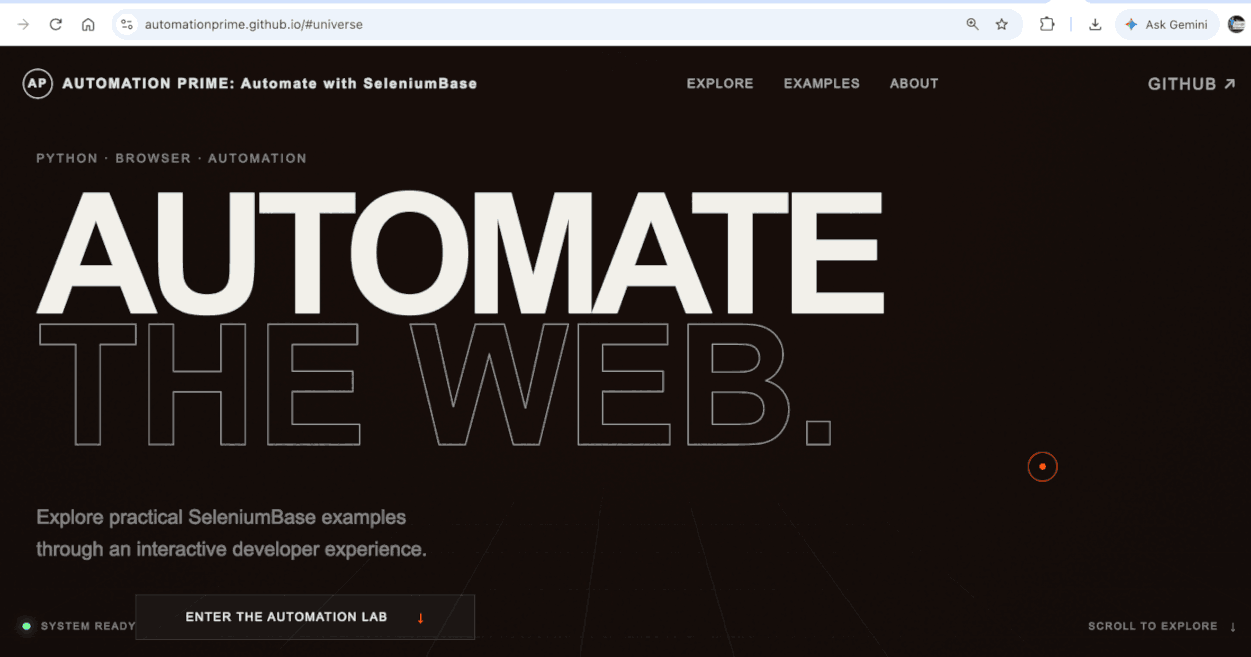 automationprime.github.io/#universe
Ask Gemini
AP AUTOMATION PRIME: Automate with SeleniumBase
EXPLORE EXAMPLES ABOUT
GITHUB ↗
PYTHON · BROWSER · AUTOMATION
AUTOMATE
THE WEB.
Explore practical SeleniumBase examples
through an interactive developer experience.
ENTER THE AUTOMATION LAB ↓
SYSTEM READY
SCROLL TO EXPLORE ↓